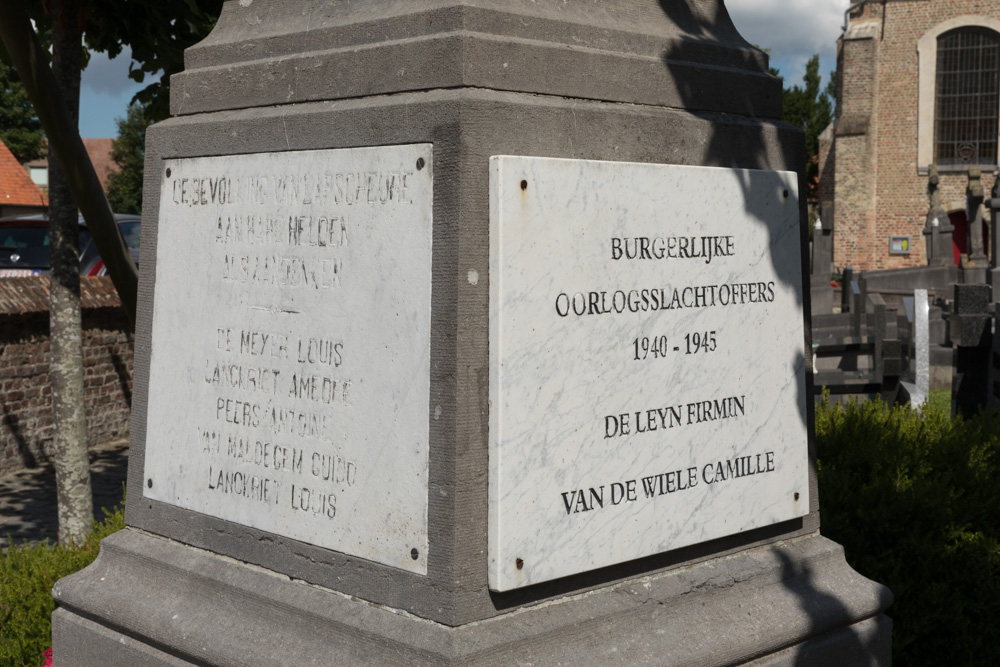 DE BEVOLKING VAN LAPSCHEURE
AAN HARE HELDEN
ALS AANDENKEN
DE MEYER LOUIS
LANCKRIET AMEDEE
PEERS ANTOINE
VAN MALDEGEM GUIDO
LANCKRIET LOUIS
BURGERLIJKE
OORLOGSSLACHTOFFERS
1940 - 1945
DE LEYN FIRMIN
VAN DE WIELE CAMILLE